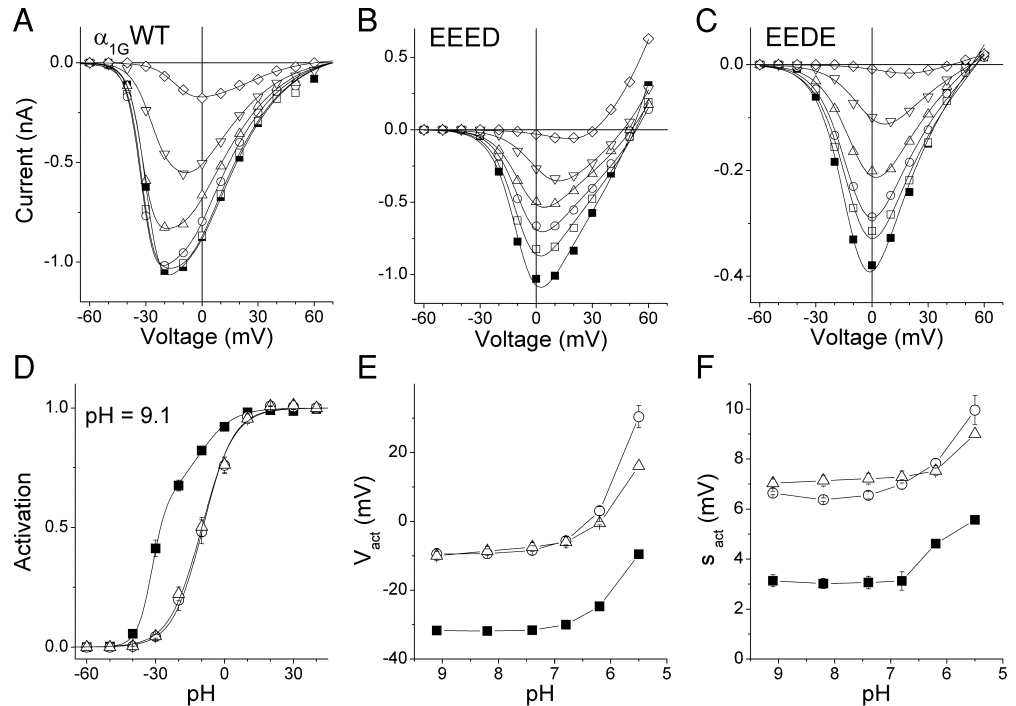 A
B
C
α1GWT
EEED
EEDE
0.0
-0.5
-1.0
Current (nA)
-60 -30 0 30 60
Voltage (mV)
0.5
0.0
-0.5
-1.0
-60 -30 0 30 60
Voltage (mV)
0.0
-0.2
-0.4
-60 -30 0 30 60
Voltage (mV)
D
E
F
pH = 9.1
1.0
0.5
0.0
Activation
-60 -30 0 30
pH
20
0
-20
-40
Vact (mV)
9 8 7 6 5
pH
10
8
6
4
2
0
s act (mV)
9 8 7 6 5
pH